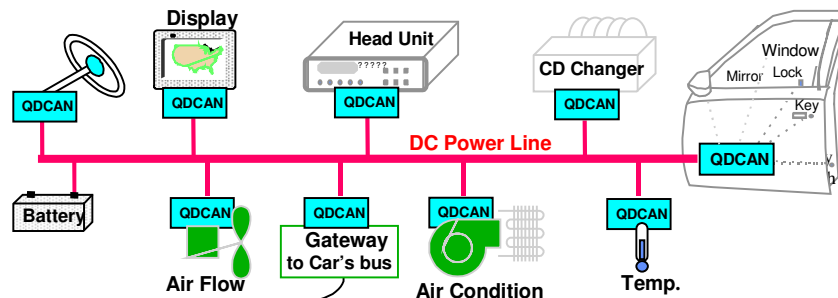 Display
Head Unit
?????
CD Changer
Window
Mirror
Lock
Key
QDCAN
QDCAN
QDCAN
QDCAN
DC Power Line
QDCAN
Battery
QDCAN
QDCAN
QDCAN
QDCAN
Air Flow
Gateway
to Car's bus
Air Condition
Temp.